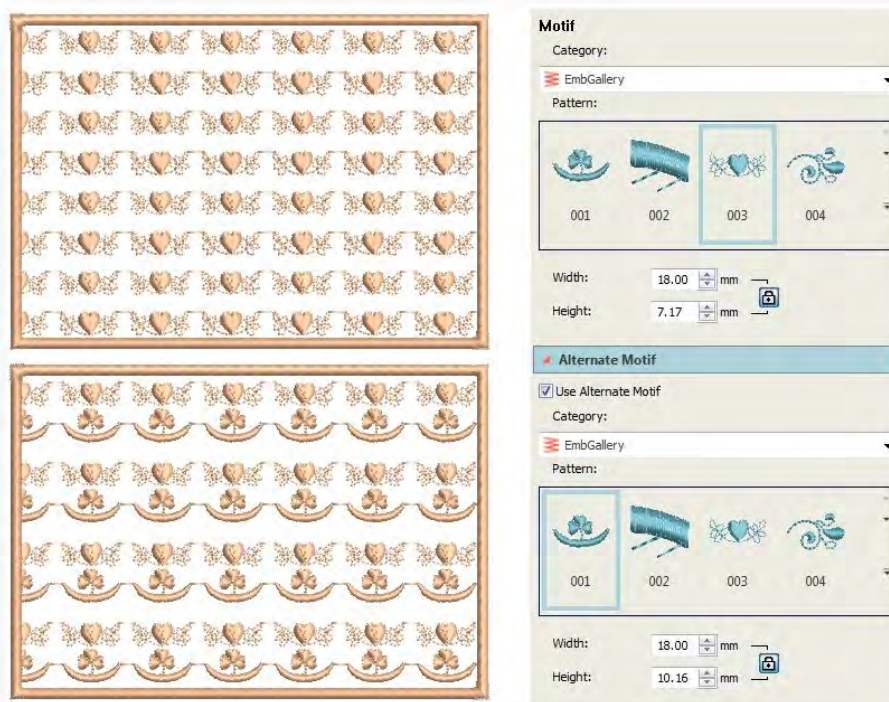 Motif
Category:
EmbGallery
Pattern:
001 002 003 004
Width: 18.00 mm
Height: 7.17 mm
Alternate Motif
Use Alternate Motif
Category:
EmbGallery
Pattern:
001 002 003 004
Width: 18.00 mm
Height: 10.16 mm